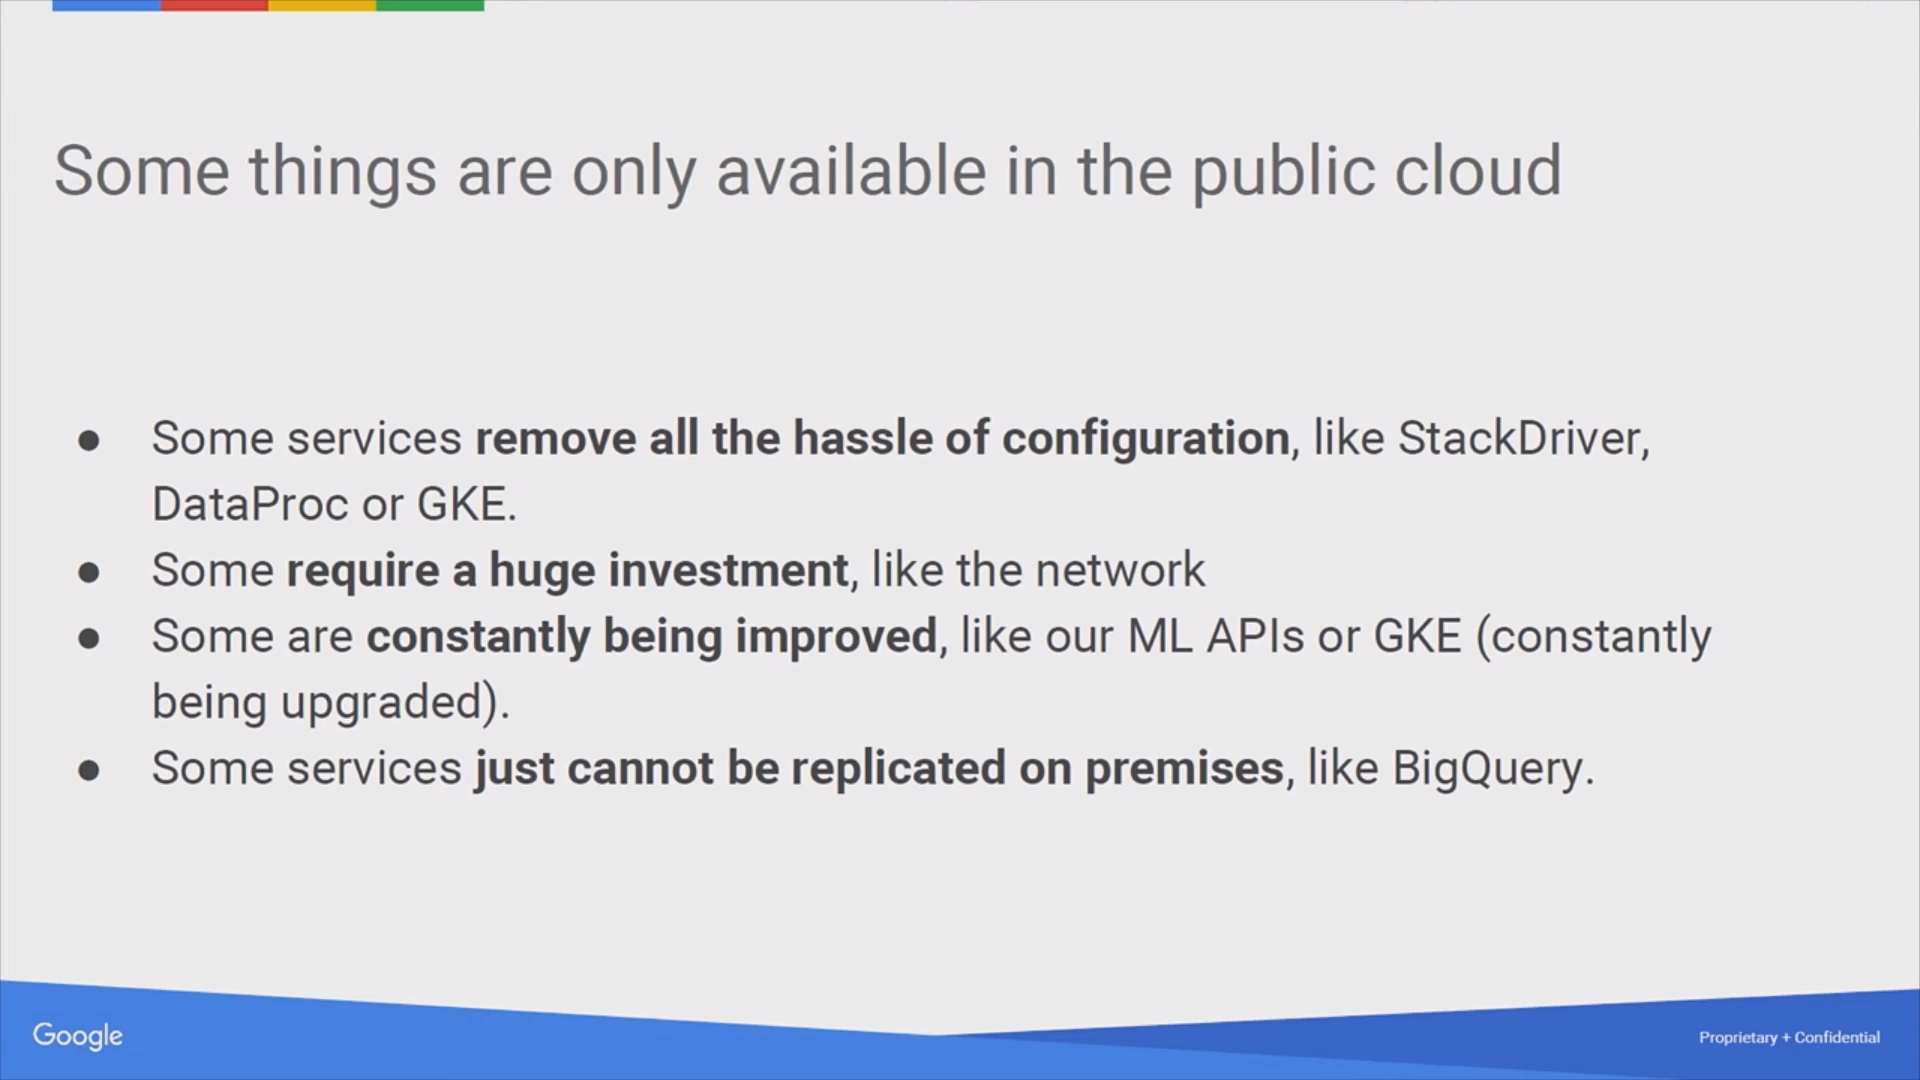 Some things are only available in the public cloud
● Some services remove all the hassle of configuration, like StackDriver,
DataProc or GKE.
● Some require a huge investment, like the network
● Some are constantly being improved, like our ML APIs or GKE (constantly
being upgraded).
● Some services just cannot be replicated on premises, like BigQuery.
Google
Proprietary + Confidential